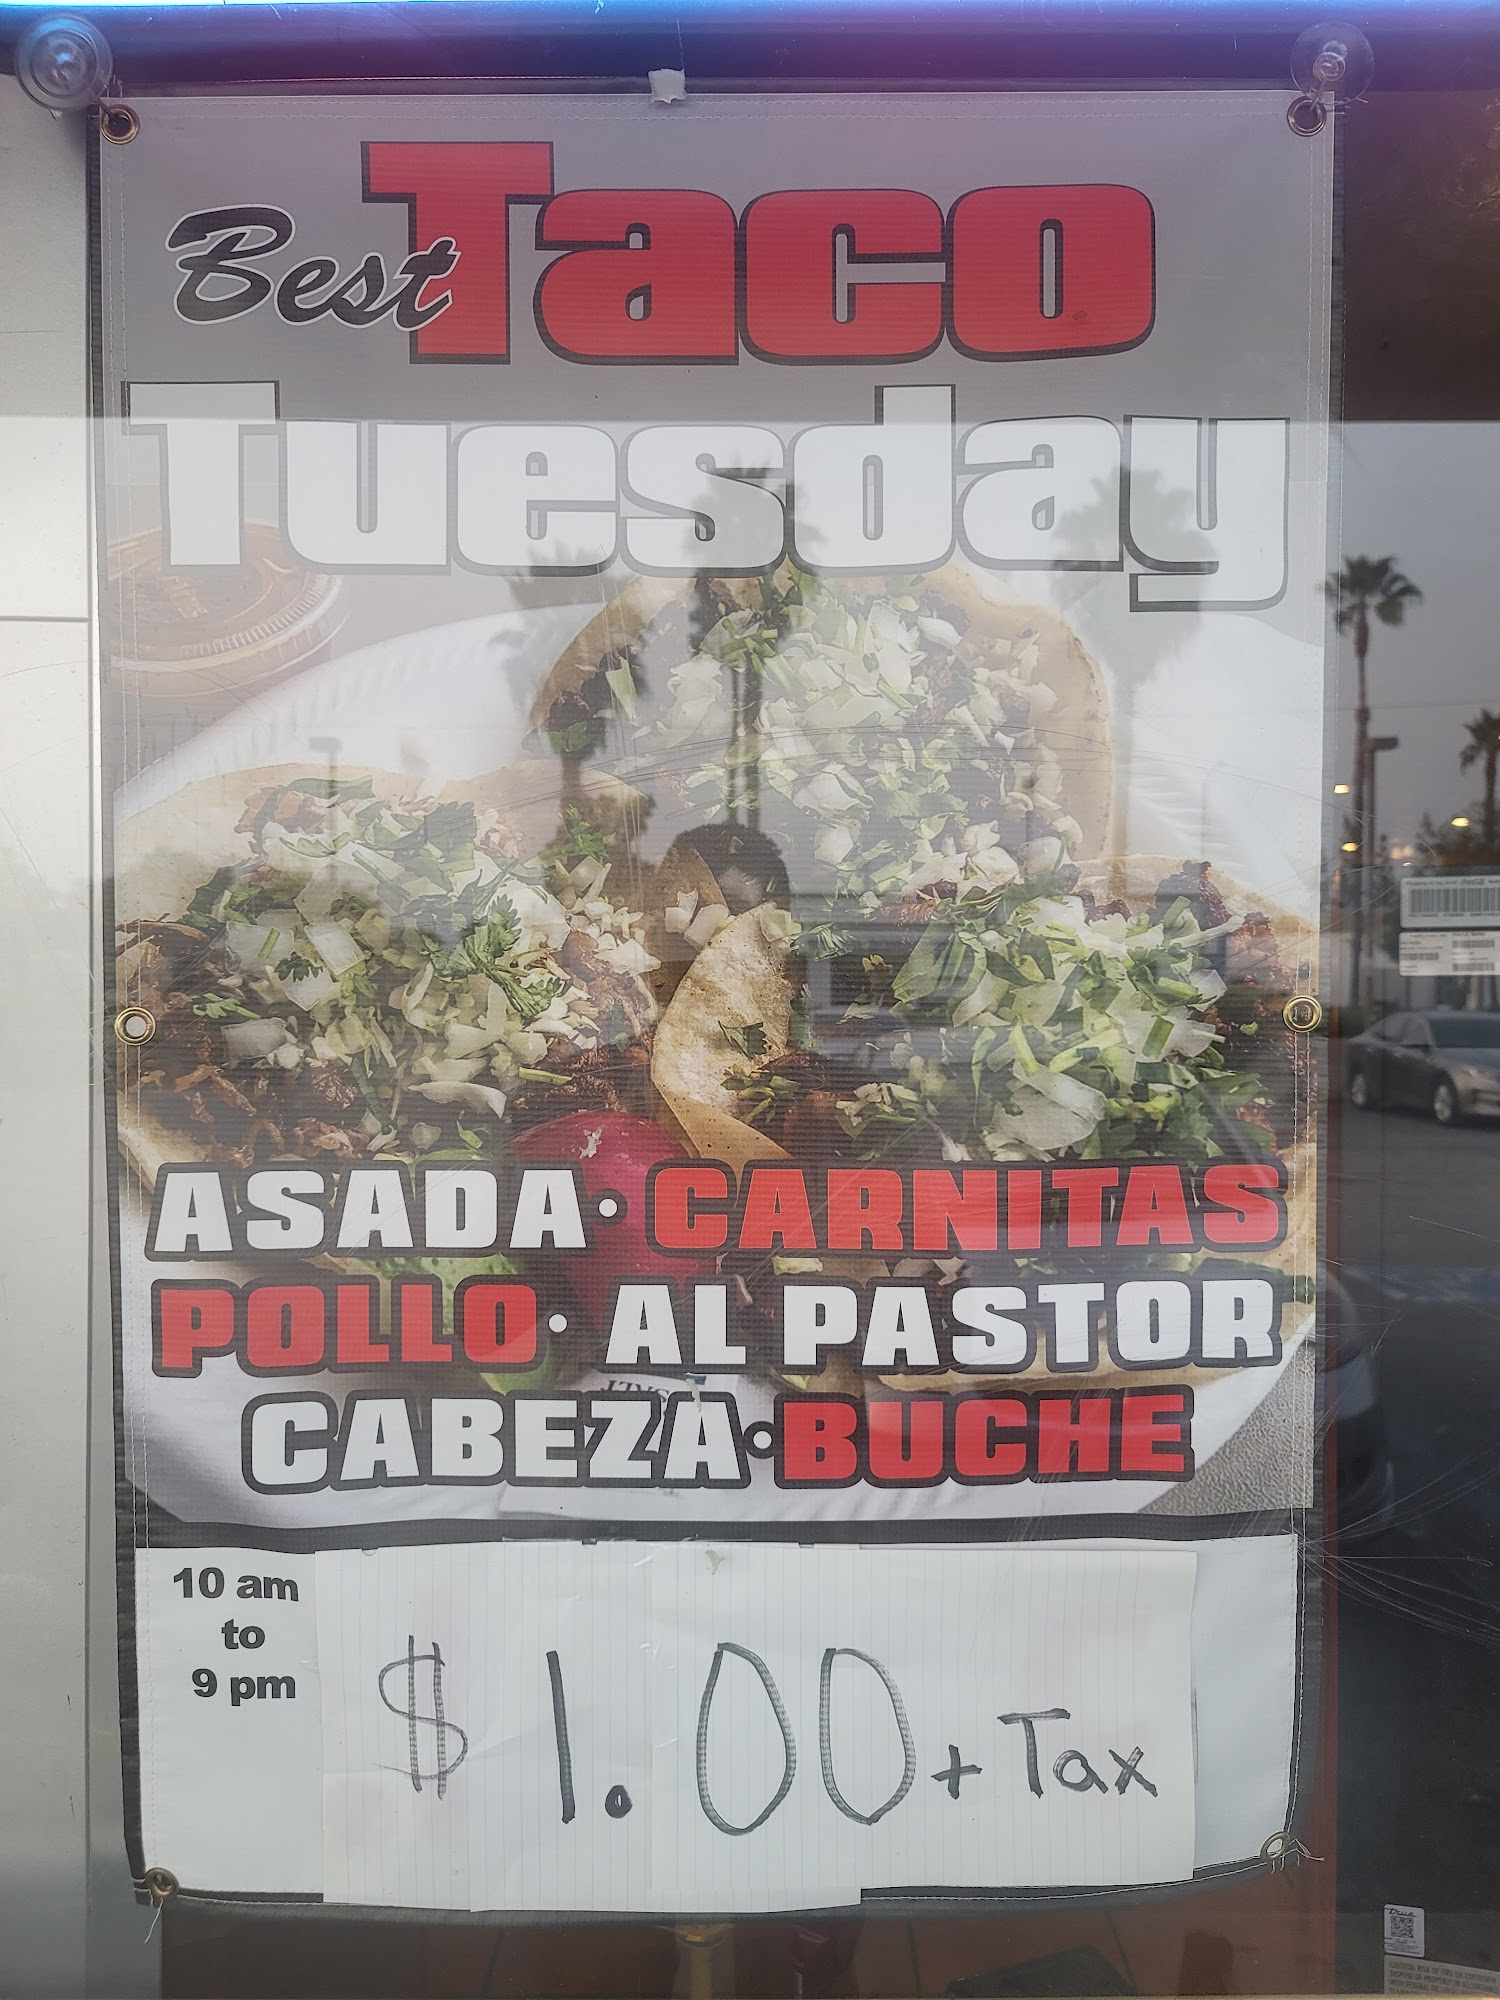 Best Taco
Tuesday
ASADA • CARNITAS
POLLO • AL PASTOR
CABEZA • BUCHE
10 am
to
9 pm
$ 1.00 + Tax